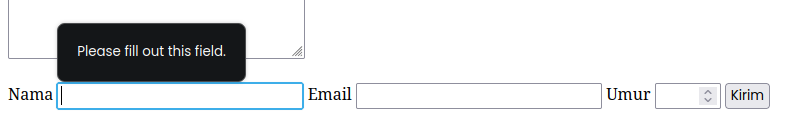 Please fill out this field.
Nama Email Umur Kirim